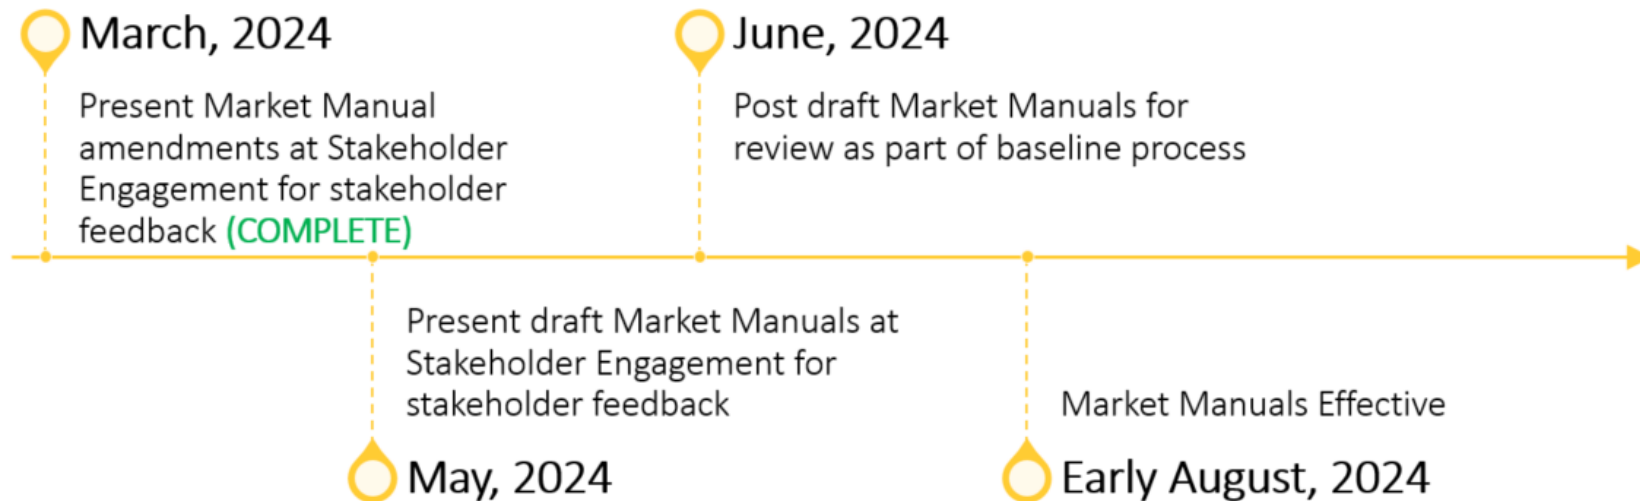 March, 2024
Present Market Manual
amendments at Stakeholder
Engagement for stakeholder
feedback (COMPLETE)
Present draft Market Manuals at
Stakeholder Engagement for
stakeholder feedback
May, 2024
June, 2024
Post draft Market Manuals for
review as part of baseline process
Market Manuals Effective
Early August, 2024